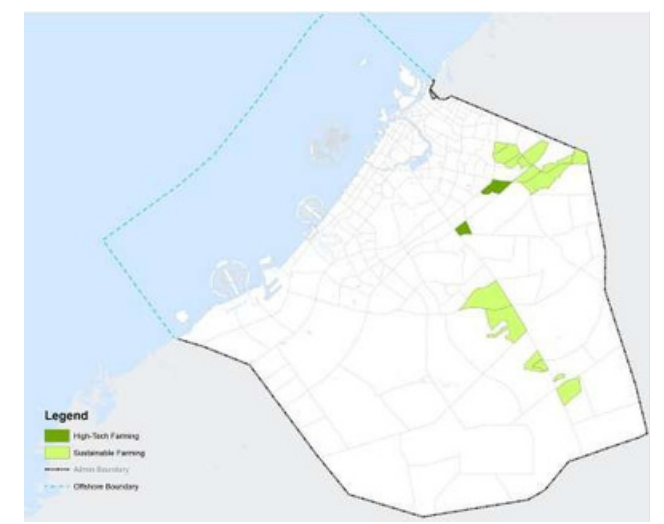 Legend
High-Tech Farming
Sustainable Farming
Admin Boundary
Offshore Boundary